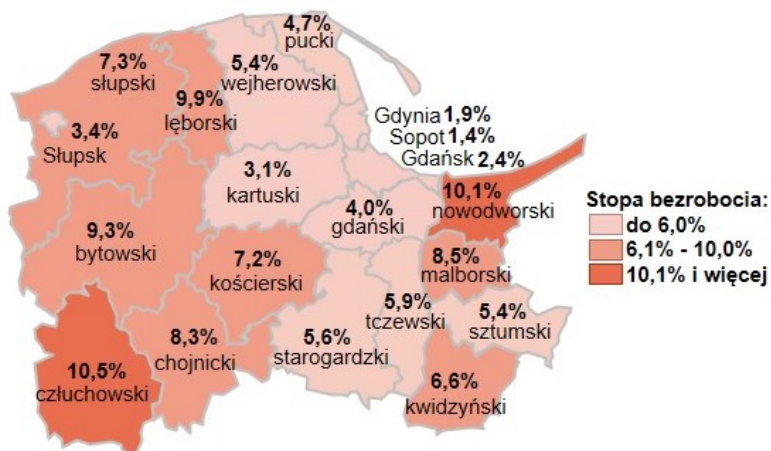 4,7%
pucki
7,3%
słupski
5,4%
wejherowski
9,9%
lęborski
Gdynia 1,9%
Sopot 1,4%
Gdańsk 2,4%
3,4%
Słupsk
3,1%
kartuski
10,1%
nowodworski
4,0%
gdański
9,3%
bytowski
7,2%
kościerski
8,5%
malborski
5,9%
tczewski
5,4%
sztumski
8,3%
chojnicki
5,6%
starogardzki
10,5%
człuchowski
6,6%
kwidzyński
Stopa bezrobocia:
do 6,0%
6,1% - 10,0%
10,1% i więcej